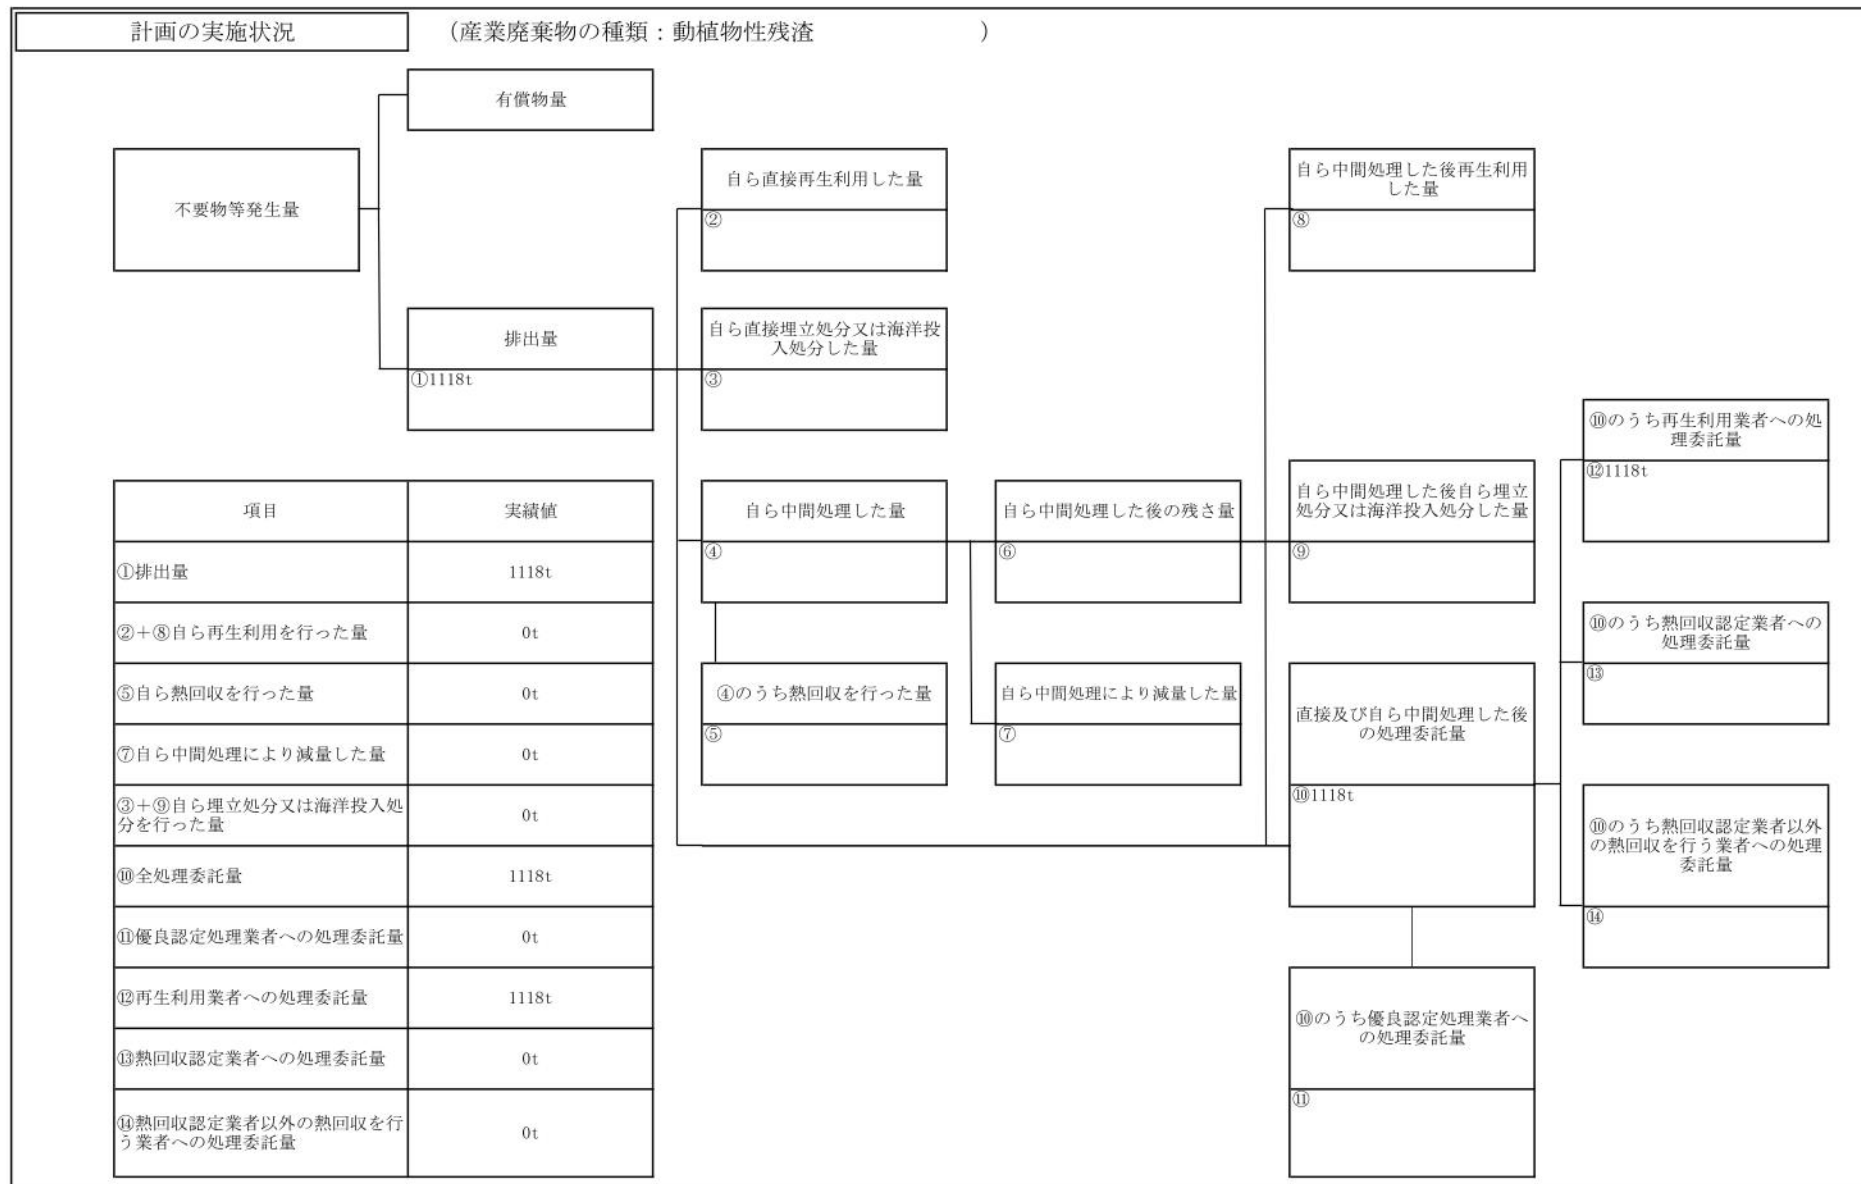 計画の実施状況
(産業廃棄物の種類：動植物性残渣)
有償物量
不要物等発生量
排出量
①1118t
自ら直接再生利用した量
②
自ら直接埋立処分又は海洋投
入処分した量
③
自ら中間処理した後再生利用
した量
⑧
自ら中間処理した量
④
④のうち熱回収を行った量
⑤
自ら中間処理した後の残さ量
⑥
自ら中間処理により減量した量
⑦
自ら中間処理した後自ら埋立
処分又は海洋投入処分した量
⑨
直接及び自ら中間処理した後
の処理委託量
⑩1118t
⑩のうち優良認定処理業者へ
の処理委託量
⑪
⑩のうち再生利用業者への処
理委託量
⑫1118t
⑩のうち熱回収認定業者への
処理委託量
⑬
⑩のうち熱回収認定業者以外
の熱回収を行う業者への処理
委託量
⑭
項目 実績値
①排出量 1118t
②＋⑧自ら再生利用を行った量 0t
⑤自ら熱回収を行った量 0t
⑦自ら中間処理により減量した量 0t
③＋⑨自ら埋立処分又は海洋投入処
分を行った量 0t
⑩全処理委託量 1118t
⑪優良認定処理業者への処理委託量 0t
⑫再生利用業者への処理委託量 1118t
⑬熱回収認定業者への処理委託量 0t
⑭熱回収認定業者以外の熱回収を行
う業者への処理委託量 0t